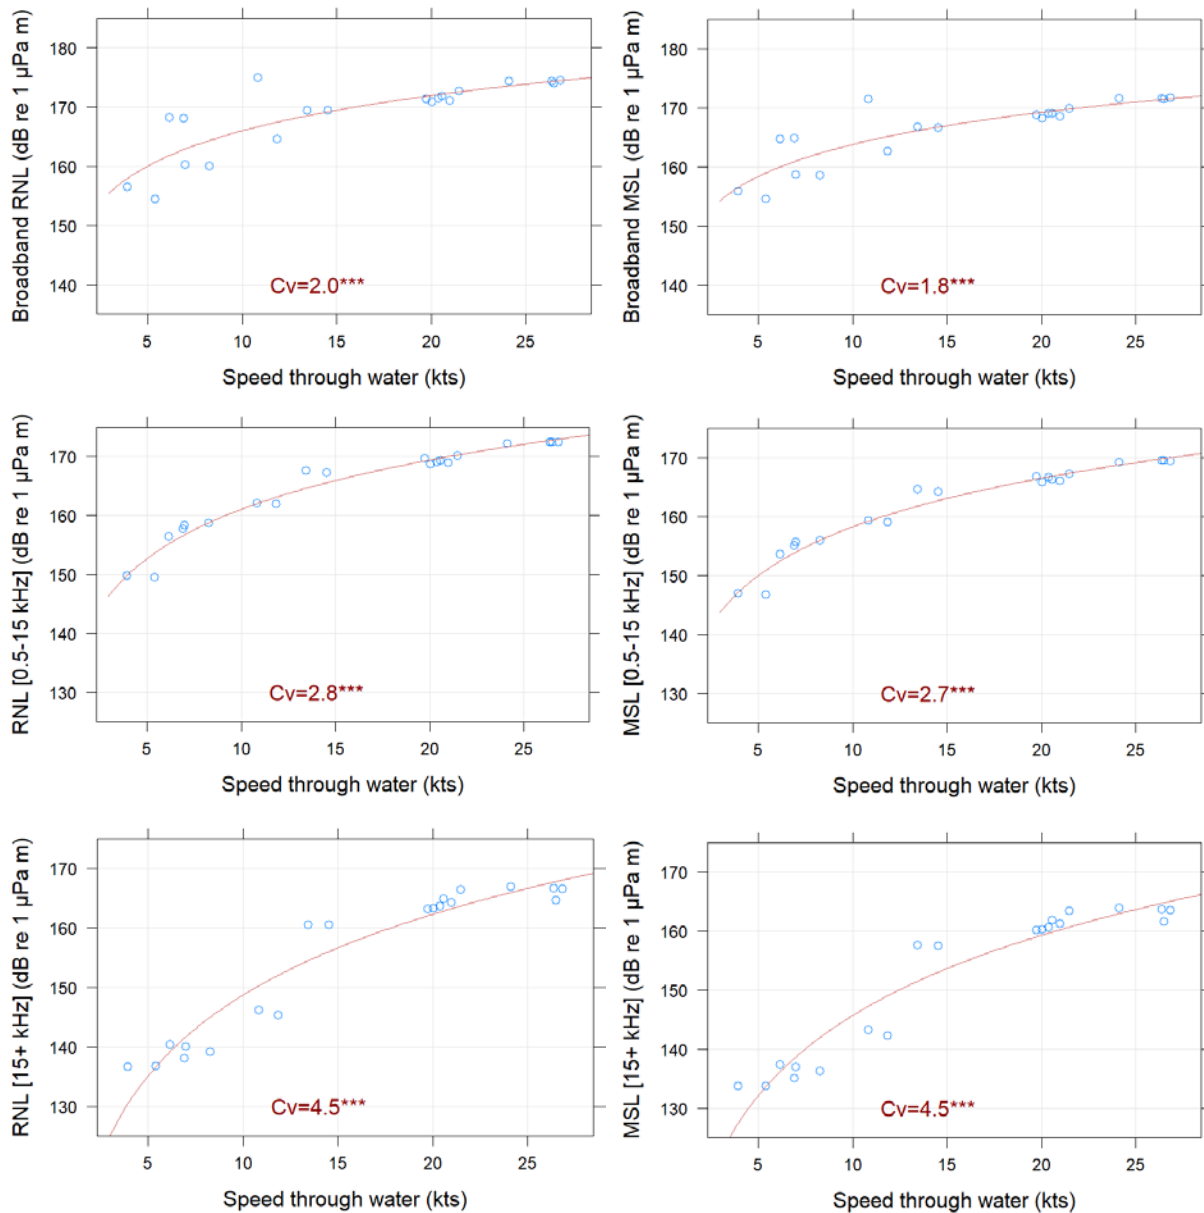 Broadband RNL (dB re 1 µPa m)
180
170
160
150
140
Cv=2.0***
5 10 15 20 25
Speed through water (kts)
Broadband MSL (dB re 1 µPa m)
180
170
160
150
140
Cv=1.8***
5 10 15 20 25
Speed through water (kts)
RNL [0.5-15 kHz] (dB re 1 µPa m)
170
160
150
140
130
Cv=2.8***
5 10 15 20 25
Speed through water (kts)
MSL [0.5-15 kHz] (dB re 1 µPa m)
170
160
150
140
130
Cv=2.7***
5 10 15 20 25
Speed through water (kts)
RNL [15+ kHz] (dB re 1 µPa m)
170
160
150
140
130
Cv=4.5***
5 10 15 20 25
Speed through water (kts)
MSL [15+ kHz] (dB re 1 µPa m)
170
160
150
140
130
Cv=4.5***
5 10 15 20 25
Speed through water (kts)